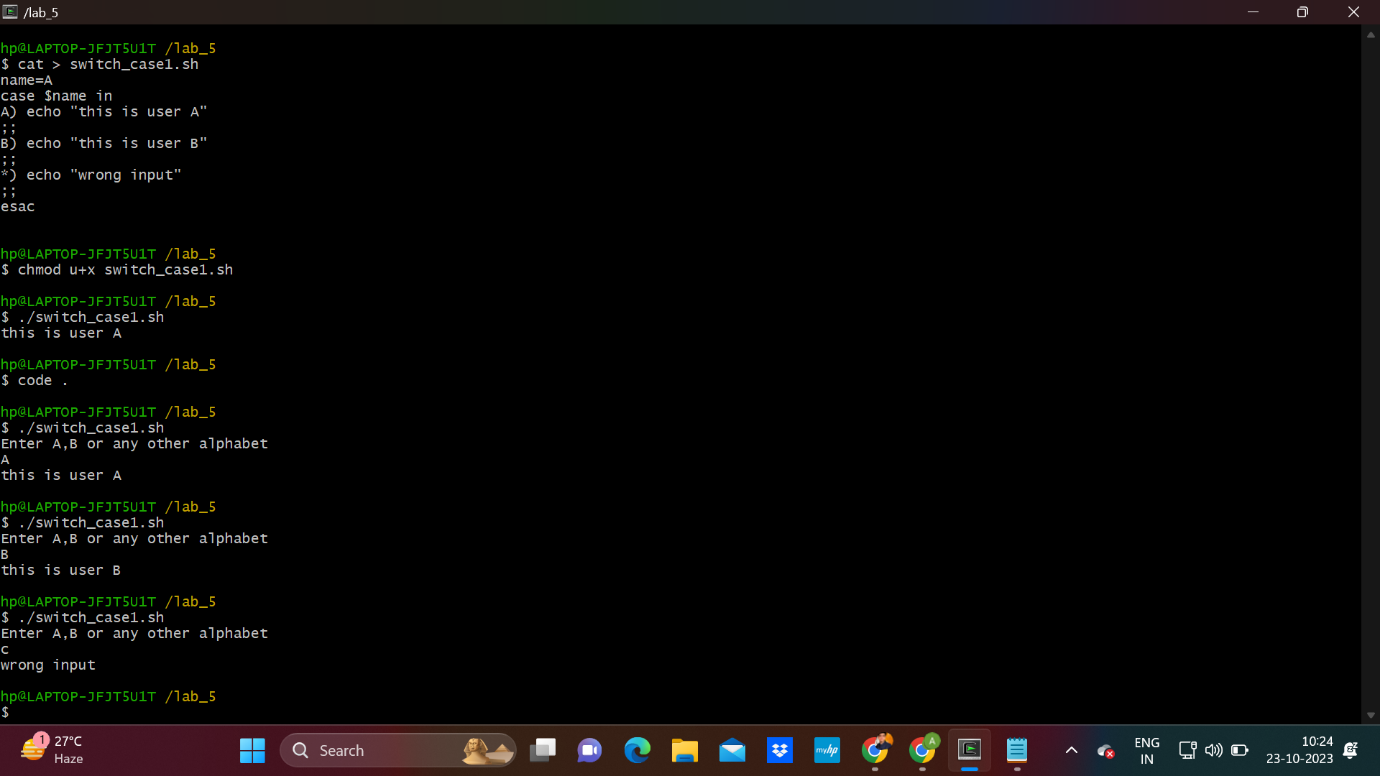 /lab_5
hp@LAPTOP-JFJT5U1T /lab_5
$ cat > switch_case1.sh
name=A
case $name in
A) echo "this is user A"
;;
B) echo "this is user B"
;;
*) echo "wrong input"
;;
esac
hp@LAPTOP-JFJT5U1T /lab_5
$ chmod u+x switch_case1.sh
hp@LAPTOP-JFJT5U1T /lab_5
$ ./switch_case1.sh
this is user A
hp@LAPTOP-JFJT5U1T /lab_5
$ code .
hp@LAPTOP-JFJT5U1T /lab_5
$ ./switch_case1.sh
Enter A,B or any other alphabet
A
this is user A
hp@LAPTOP-JFJT5U1T /lab_5
$ ./switch_case1.sh
Enter A,B or any other alphabet
B
this is user B
hp@LAPTOP-JFJT5U1T /lab_5
$ ./switch_case1.sh
Enter A,B or any other alphabet
c
wrong input
hp@LAPTOP-JFJT5U1T /lab_5
$
1
27°C
Haze
Search
myhp
A
ENG
IN
10:24
23-10-2023